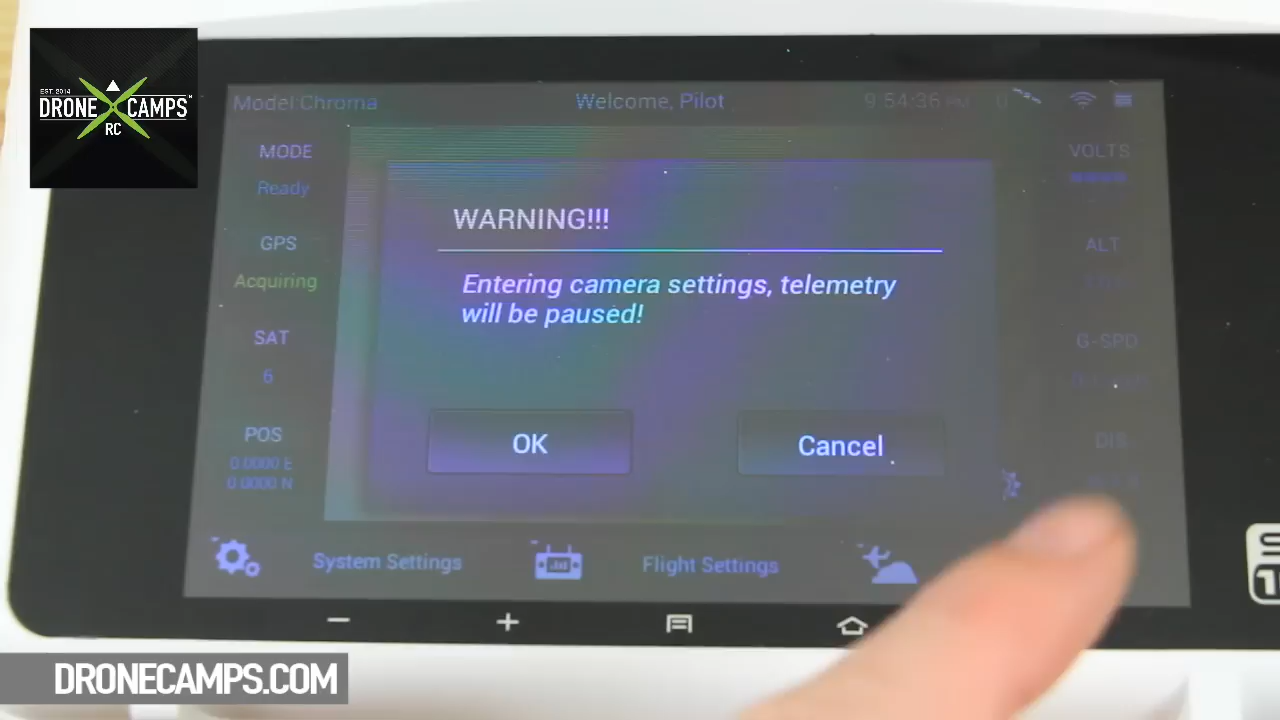 EST. 2014
DRONE CAMPS
RC
Model:Chroma
Welcome, Pilot
9:54:36 PM
0
MODE
Ready
GPS
Acquiring
SAT
6
POS
0.0000 E
0.0000 N
VOLTS
ALT
G-SPD
DIS
WARNING!!!
Entering camera settings, telemetry
will be paused!
OK
Cancel
System Settings
Flight Settings
DRONECAMPS.COM